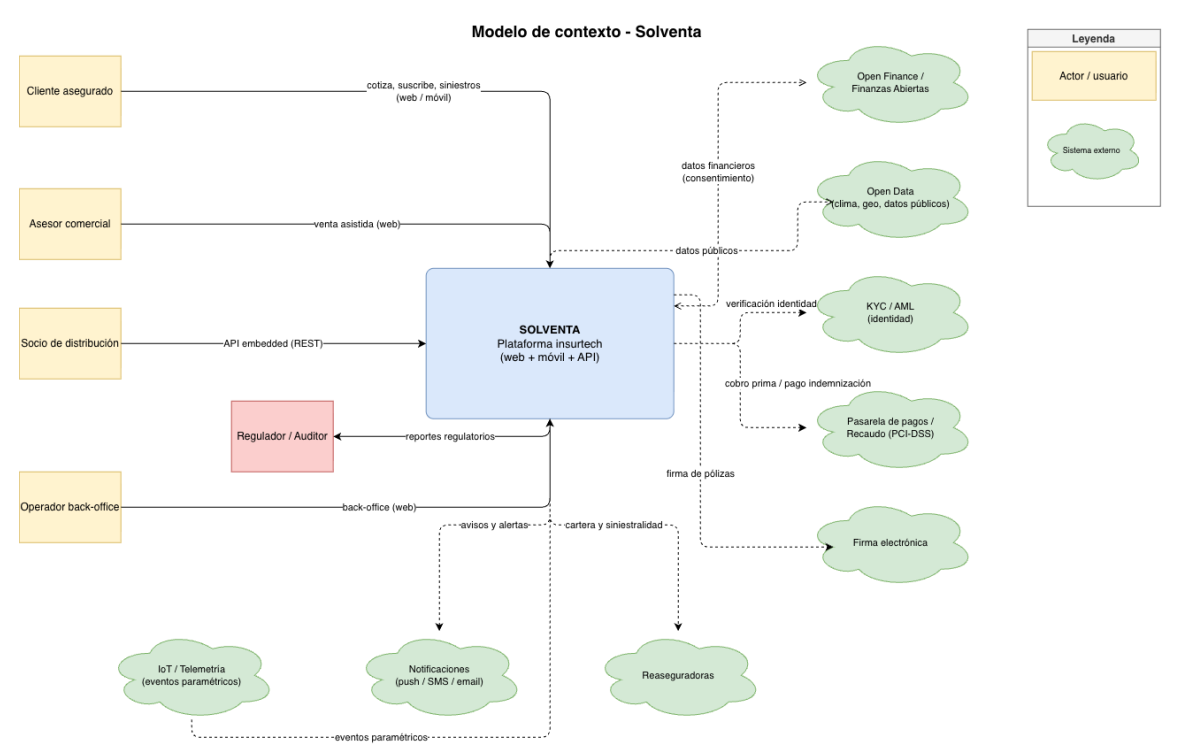 Modelo de contexto - Solventa
Leyenda
Actor / usuario
Sistema externo
Cliente asegurado
cotiza, suscribe, siniestros
(web / móvil)
Open Finance /
Finanzas Abiertas
datos financieros
(consentimiento)
Open Data
(clima, geo, datos públicos)
Asesor comercial
venta asistida (web)
datos públicos
verificación identidad
KYC / AML
(identidad)
Socio de distribución
API embedded (REST)
SOLVENTA
Plataforma insurtech
(web + móvil + API)
cobro prima / pago indemnización
Pasarela de pagos /
Recaudo (PCI-DSS)
Regulador / Auditor
reportes regulatorios
firma de pólizas
Operador back-office
back-office (web)
avisos y alertas
cartera y siniestralidad
Firma electrónica
IoT / Telemetría
(eventos paramétricos)
Notificaciones
(push / SMS / email)
Reaseguradoras
eventos paramétricos